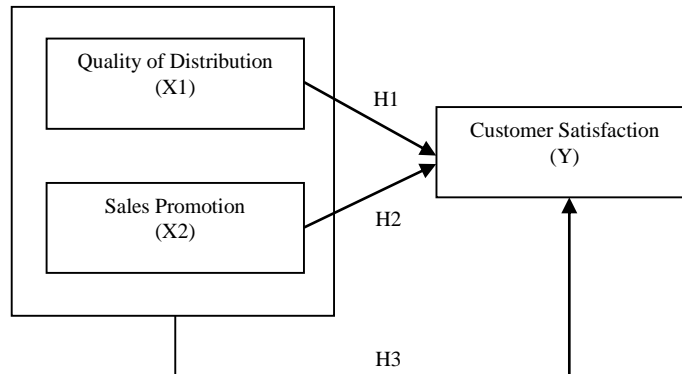 Quality of Distribution
(X1)
H1
Customer Satisfaction
(Y)
Sales Promotion
(X2)
H2
H3